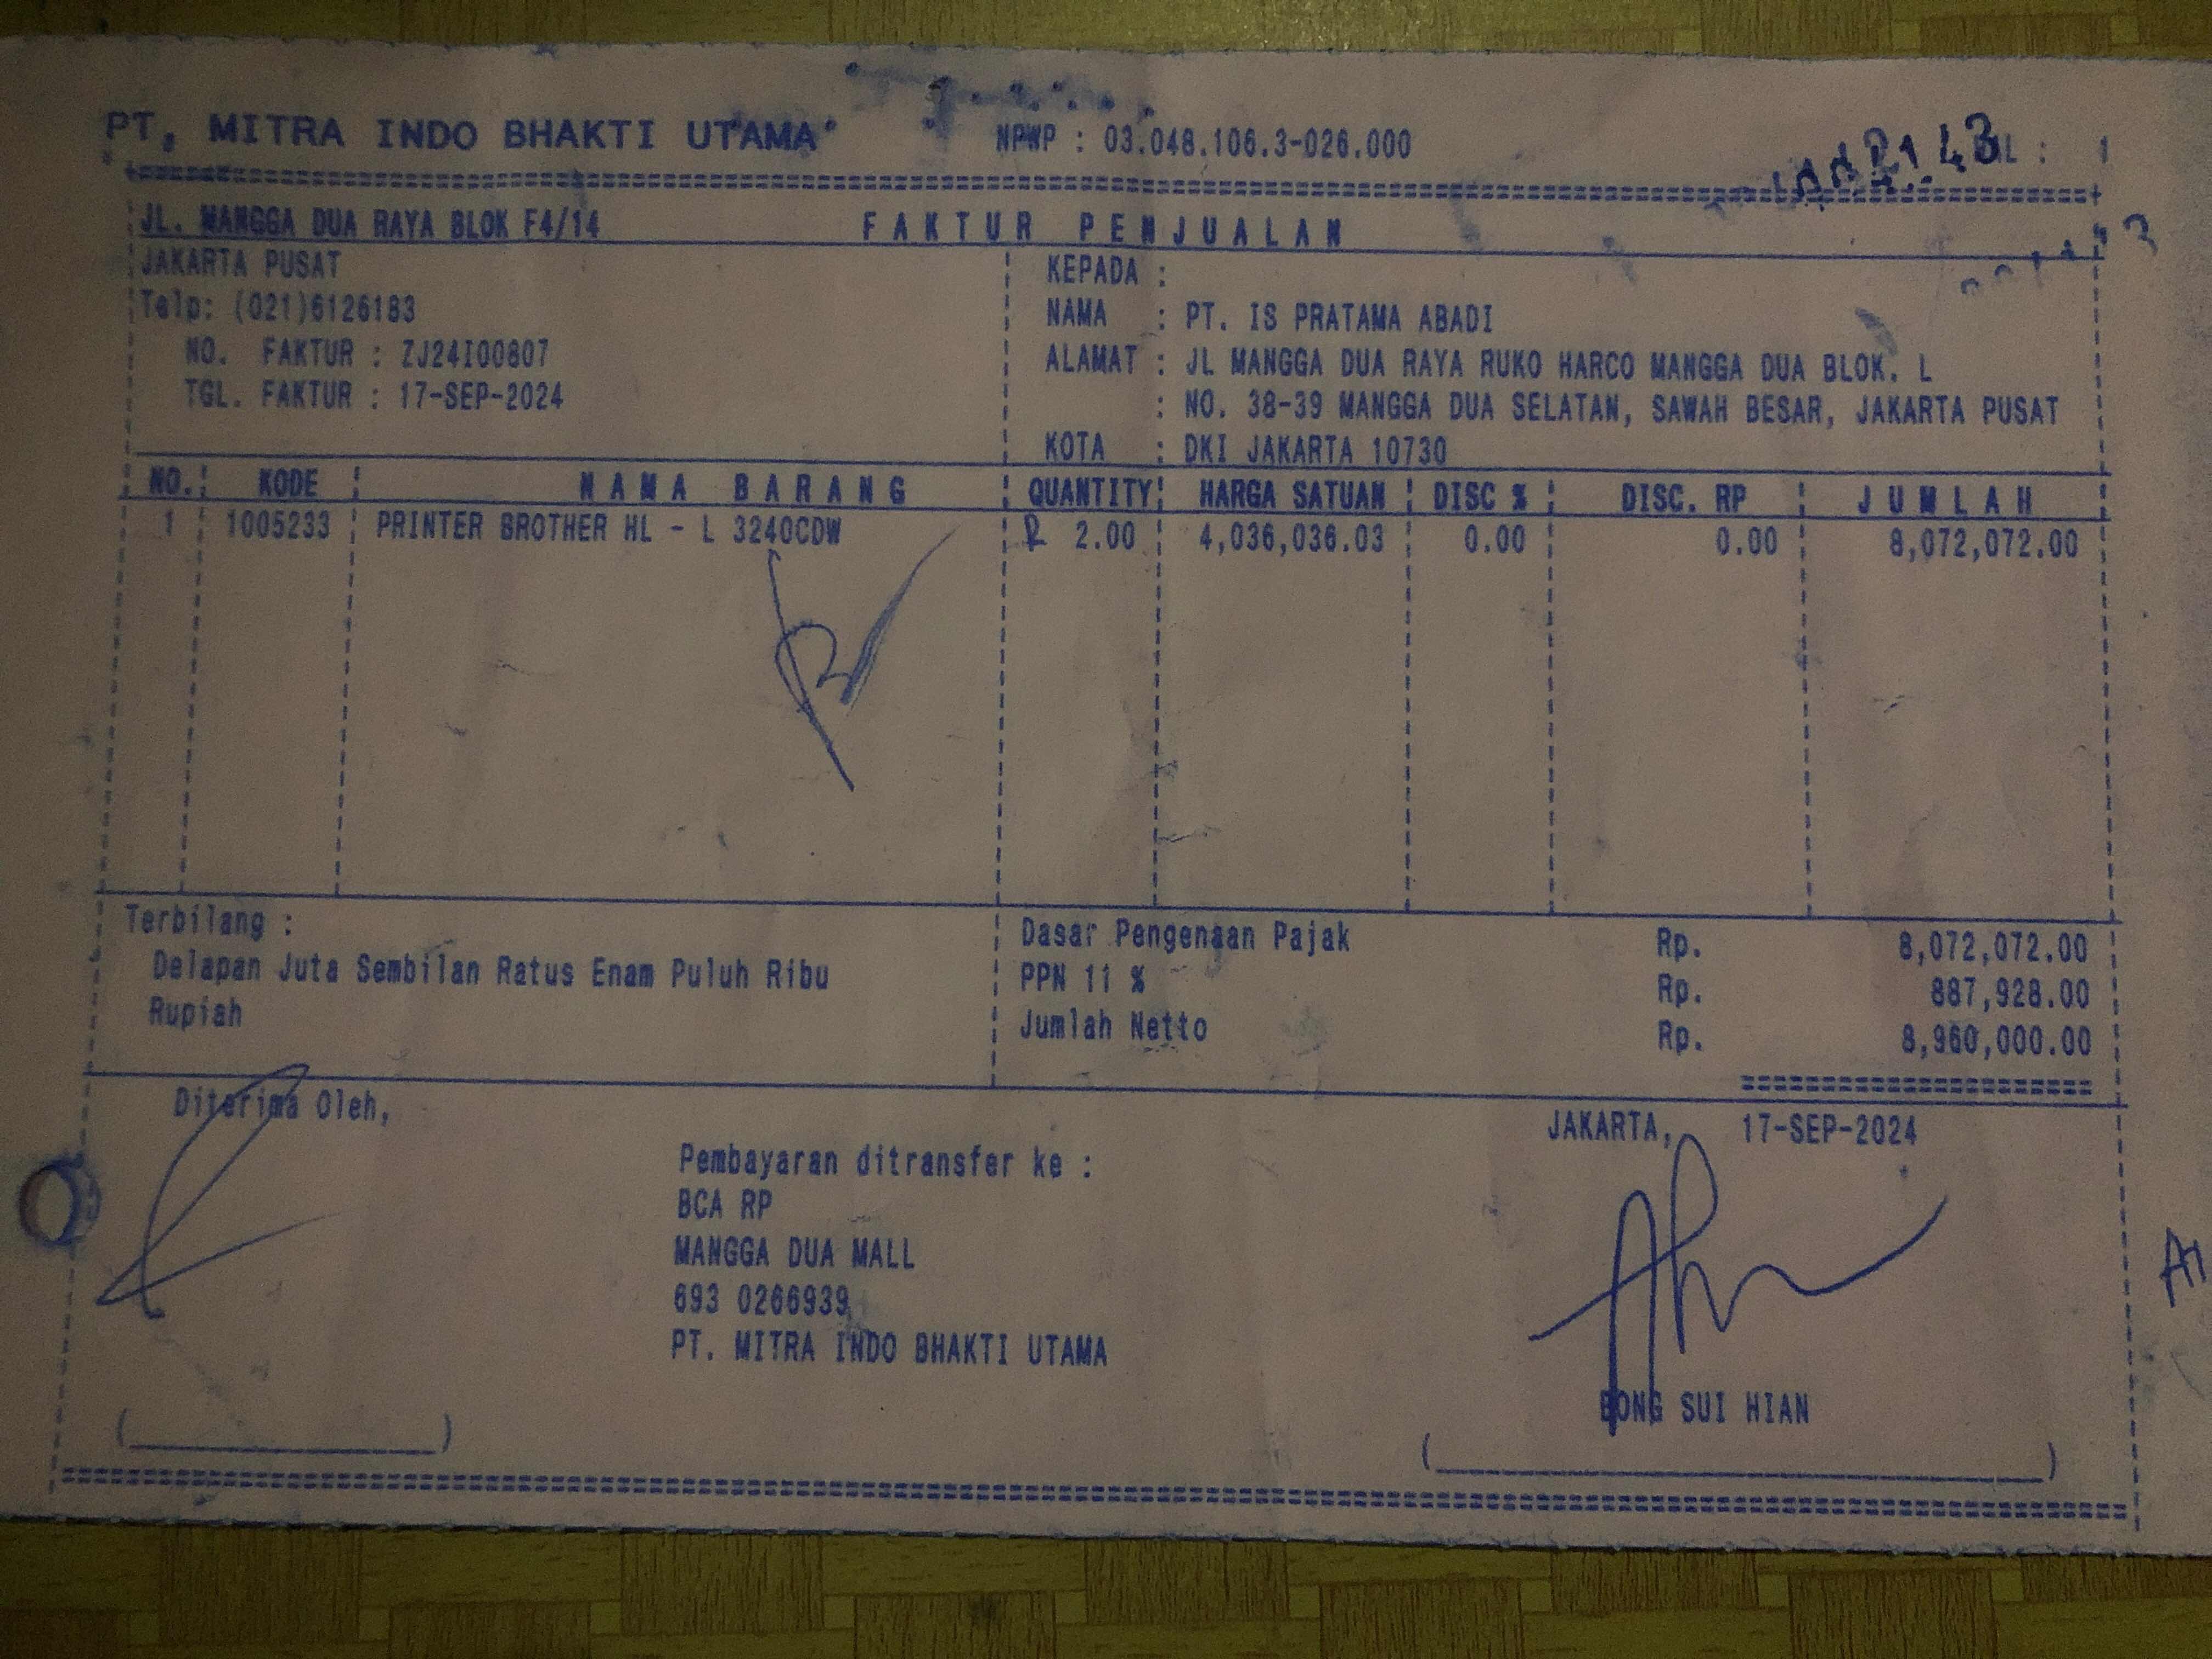 PT. MITRA INDO BHAKTI UTAMA NPWP : 03.048.106.3-026.000 : 1
JL. MANGGA DUA RAYA BLOK F4/14 FAKTUR PENJUALAN
JAKARTA PUSAT
Telp: (021)6126183
NO. FAKTUR : ZJ24I00807
TGL. FAKTUR : 17-SEP-2024
KEPADA :
NAMA : PT. IS PRATAMA ABADI
ALAMAT : JL MANGGA DUA RAYA RUKO HARCO MANGGA DUA BLOK. L
: NO. 38-39 MANGGA DUA SELATAN, SAWAH BESAR, JAKARTA PUSAT
KOTA : DKI JAKARTA 10730
NO. KODE NAMA BARANG QUANTITY HARGA SATUAN DISC % DISC. RP JUMLAH
1 1005233 PRINTER BROTHER HL - L 3240CDW 2.00 4,036,036.03 0.00 0.00 8,072,072.00
Terbilang :
Delapan Juta Sembilan Ratus Enam Puluh Ribu
Rupiah
Dasar Pengenaan Pajak Rp. 8,072,072.00
PPN 11 % Rp. 887,928.00
Jumlah Netto Rp. 8,960,000.00
Diterima Oleh,
Pembayaran ditransfer ke :
BCA RP
MANGGA DUA MALL
693 0266939
PT. MITRA INDO BHAKTI UTAMA
JAKARTA, 17-SEP-2024
BONG SUI HIAN